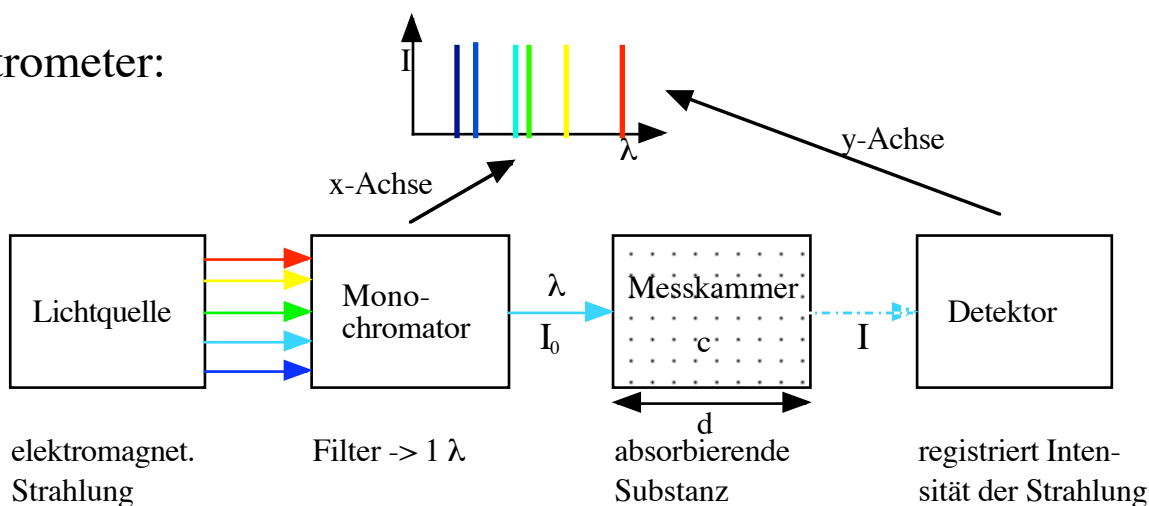 trometer:
I
λ
x-Achse
y-Achse
Lichtquelle
Mono-
chromator
λ
I₀
Messkammer
c
d
I
Detektor
elektromagnet.
Strahlung
Filter -> 1 λ
absorbierende
Substanz
registriert Inten-
sität der Strahlung